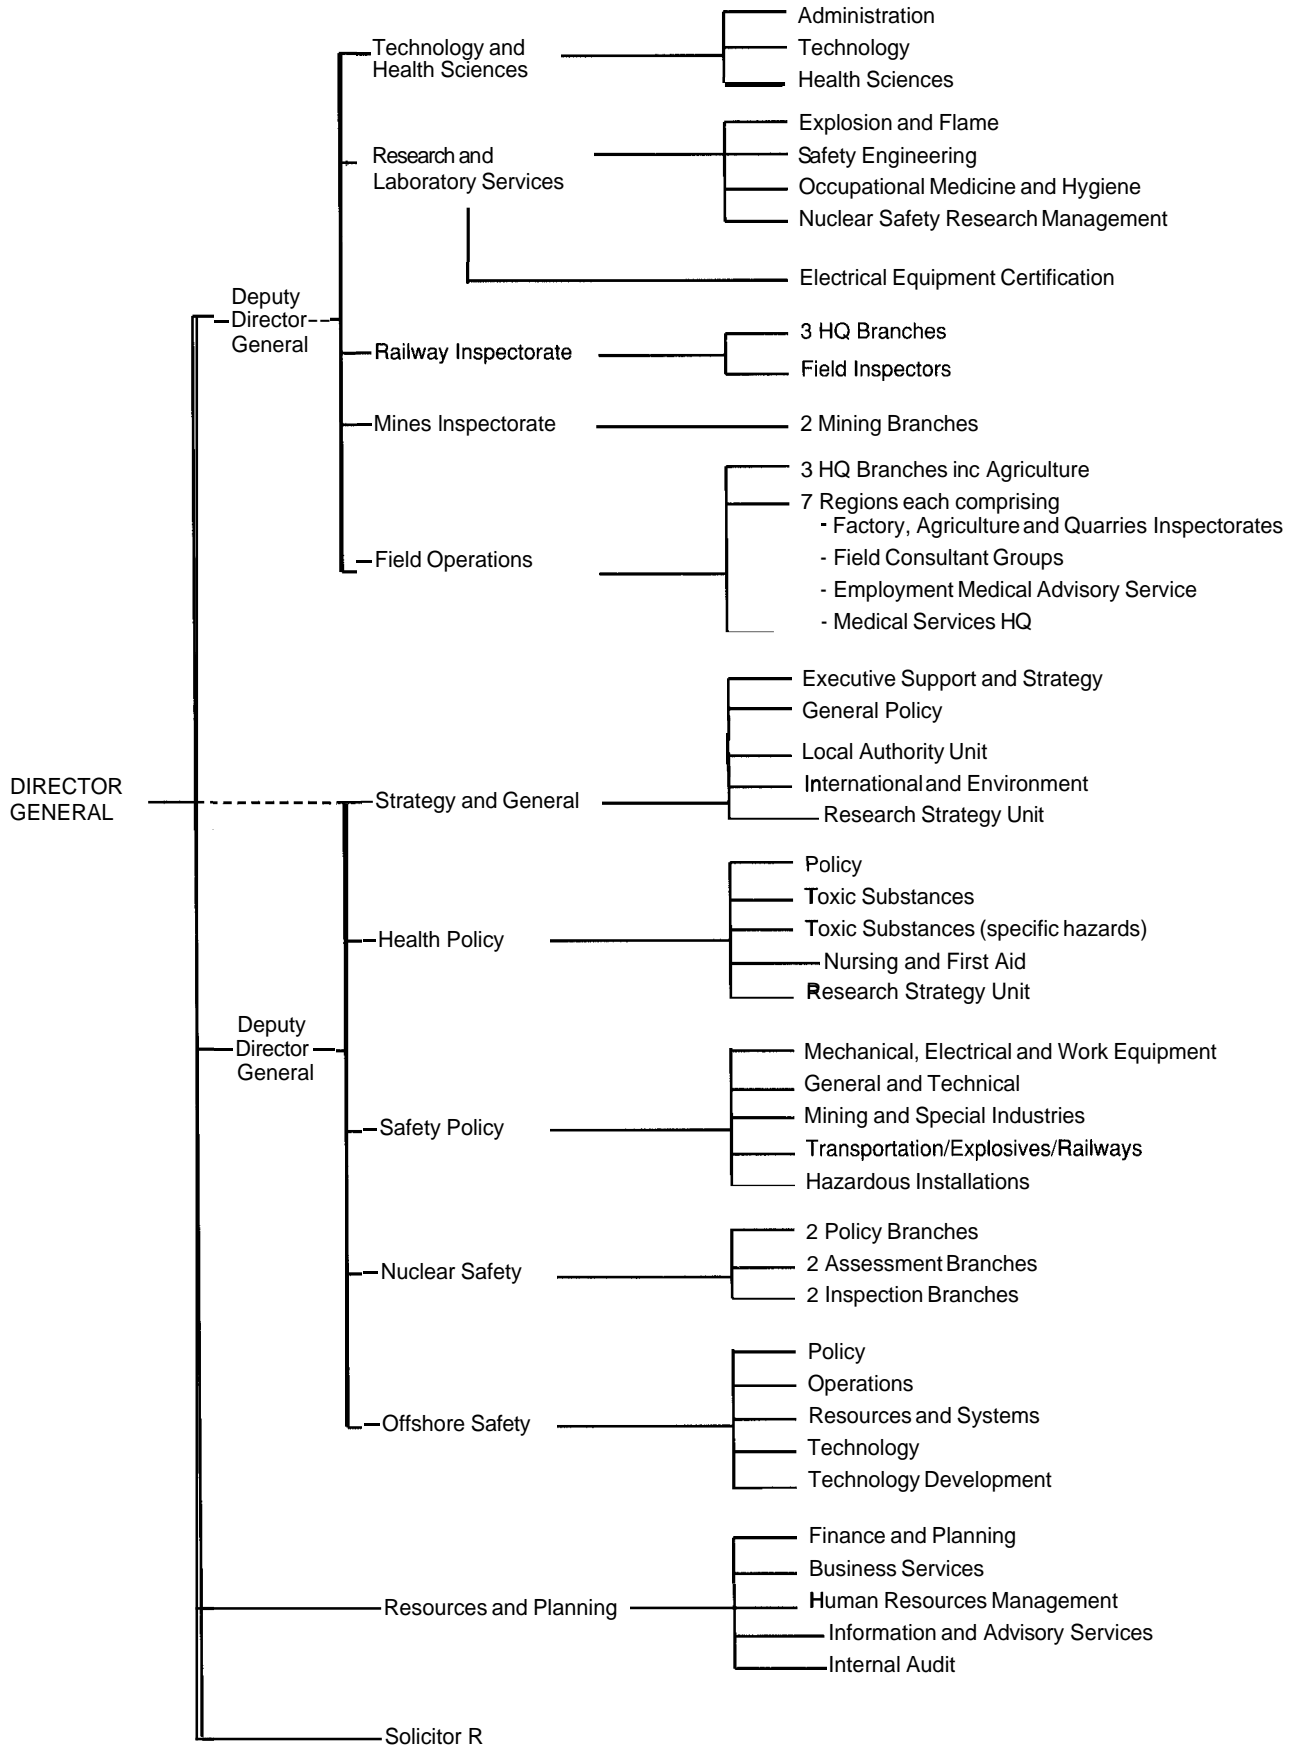 Administration
Technology and
Health Sciences
Technology
Health Sciences
Explosion and Flame
Research and
Laboratory Services
Safety Engineering
Occupational Medicine and Hygiene
Nuclear Safety Research Management
Electrical Equipment Certification
Deputy
Director
General
Railway Inspectorate
3 HQ Branches
Field Inspectors
Mines Inspectorate
2 Mining Branches
3 HQ Branches inc Agriculture
7 Regions each comprising
- Factory, Agriculture and Quarries Inspectorates
Field Operations
- Field Consultant Groups
- Employment Medical Advisory Service
- Medical Services HQ
Executive Support and Strategy
General Policy
Local Authority Unit
DIRECTOR
GENERAL
Strategy and General
International and Environment
Research Strategy Unit
Policy
Toxic Substances
Toxic Substances (specific hazards)
Health Policy
Nursing and First Aid
Research Strategy Unit
Deputy
Director
General
Mechanical, Electrical and Work Equipment
General and Technical
Mining and Special Industries
Safety Policy
Transportation/Explosives/Railways
Hazardous Installations
2 Policy Branches
Nuclear Safety
2 Assessment Branches
2 Inspection Branches
Policy
Operations
Offshore Safety
Resources and Systems
Technology
Technology Development
Finance and Planning
Business Services
Resources and Planning
Human Resources Management
Information and Advisory Services
Internal Audit
Solicitor R